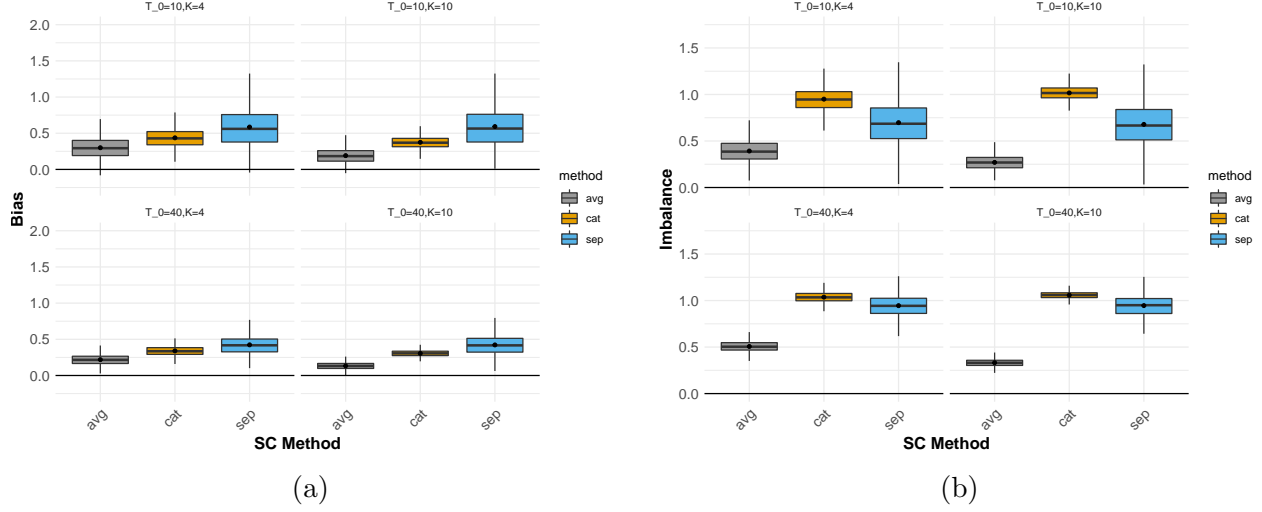 T_0=10,K=4
T_0=10,K=10
2.0
1.5
1.0
0.5
0.0
T_0=40,K=4
T_0=40,K=10
2.0
1.5
1.0
0.5
0.0
Bias
avg
cat
sep
avg
cat
sep
SC Method
method
avg
cat
sep
(a)
T_0=10,K=4
T_0=10,K=10
1.5
1.0
0.5
0.0
T_0=40,K=4
T_0=40,K=10
1.5
1.0
0.5
0.0
Imbalance
avg
cat
sep
avg
cat
sep
SC Method
method
avg
cat
sep
(b)